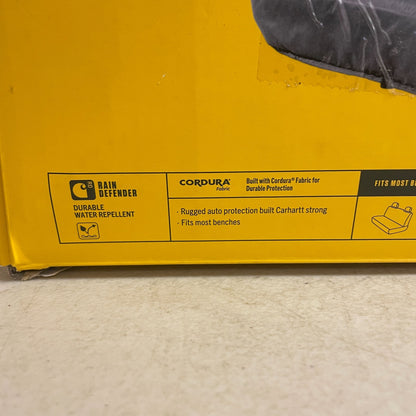 RAIN
DEFENDER
DURABLE
WATER REPELLENT
CORDURA®
Fabric
Built with Cordura® Fabric for
Durable Protection
· Rugged auto protection built Carhartt strong
· Fits most benches
FITS MOST